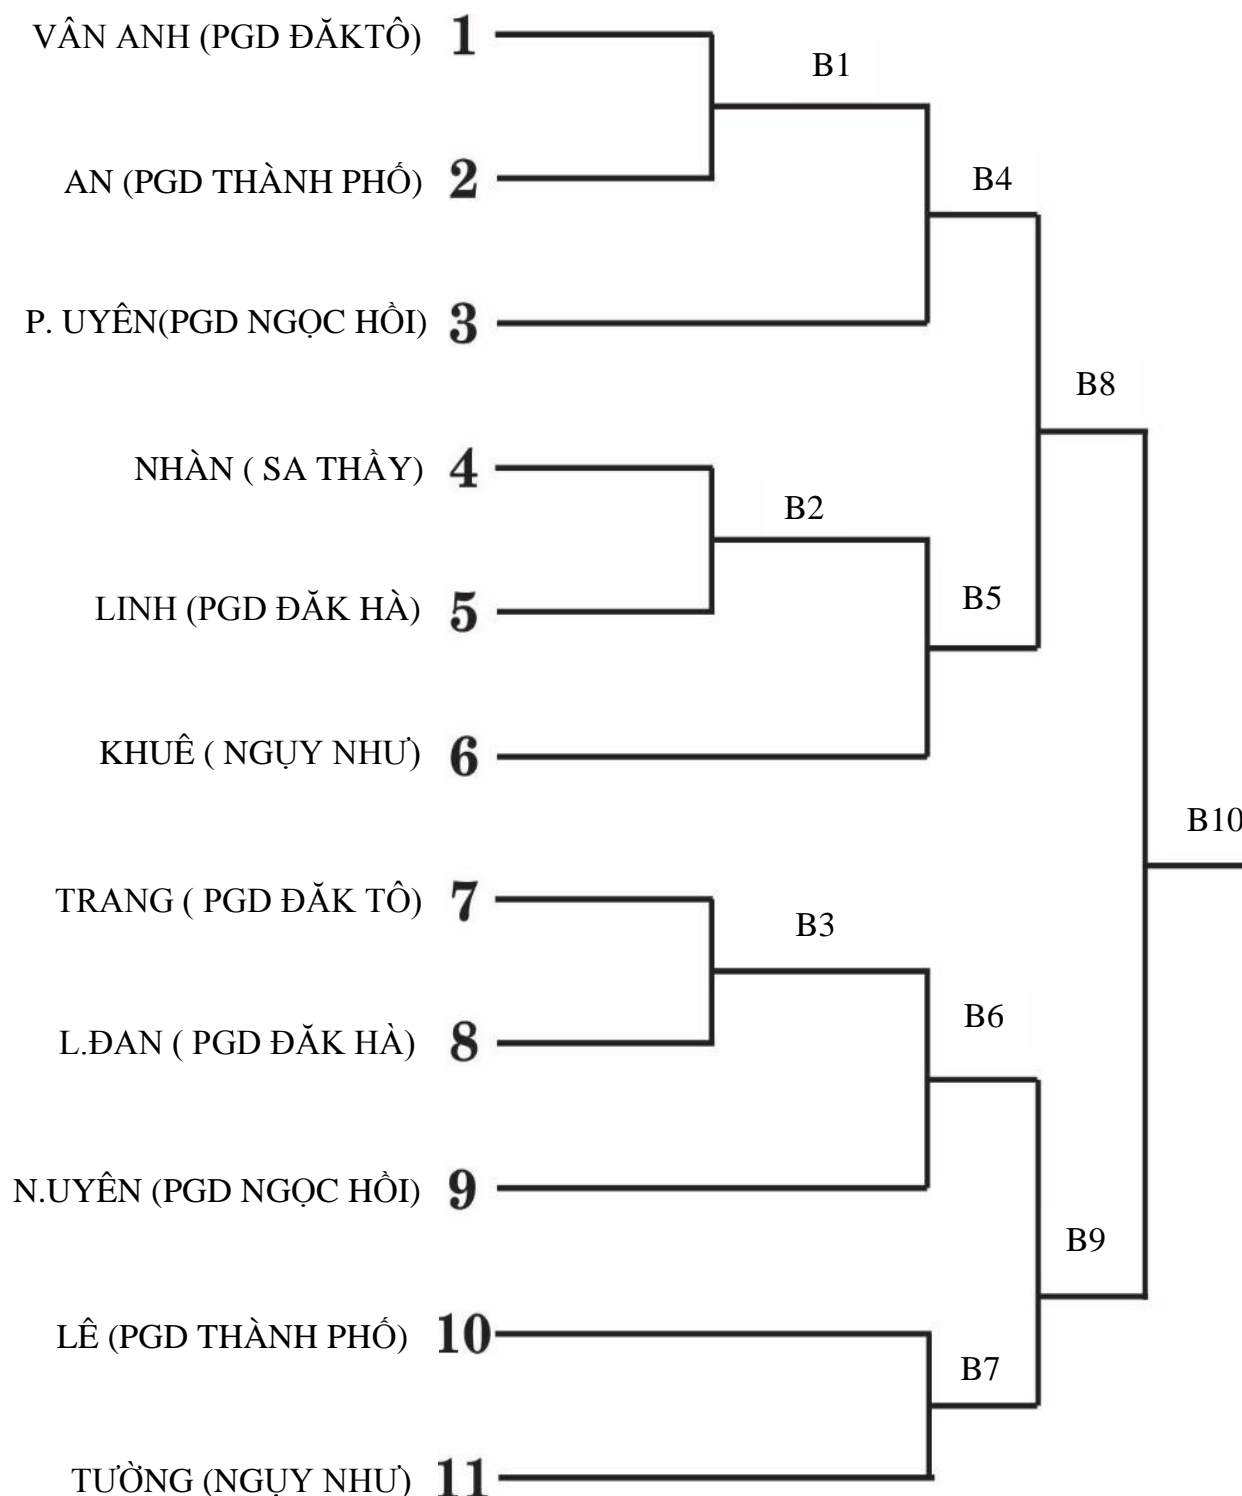 VÂN ANH (PGD ĐĂKTÔ) 1
B1
AN (PGD THÀNH PHỐ) 2
B4
P. UYÊN(PGD NGỌC HỒI) 3
B8
NHÀN ( SA THẦY) 4
B2
LINH (PGD ĐĂK HÀ) 5
B5
KHUÊ ( NGỤY NHƯ) 6
B10
TRANG ( PGD ĐĂK TÔ) 7
B3
L.ĐAN ( PGD ĐĂK HÀ) 8
B6
N.UYÊN (PGD NGỌC HỒI) 9
B9
LÊ (PGD THÀNH PHỐ) 10
B7
TƯỜNG (NGỤY NHƯ) 11